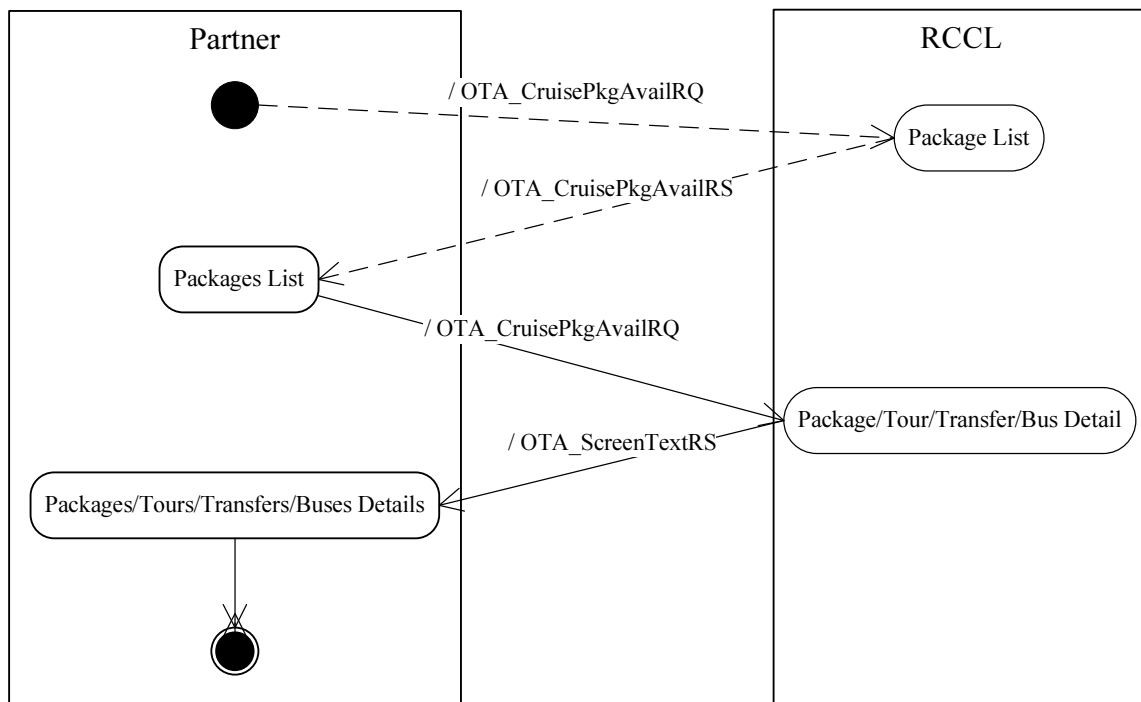 Partner
RCCL
/ OTA_CruisePkgAvailRQ
Package List
/ OTA_CruisePkgAvailRS
Packages List
/ OTA_CruisePkgAvailRQ
Package/Tour/Transfer/Bus Detail
/ OTA_ScreenTextRS
Packages/Tours/Transfers/Buses Details